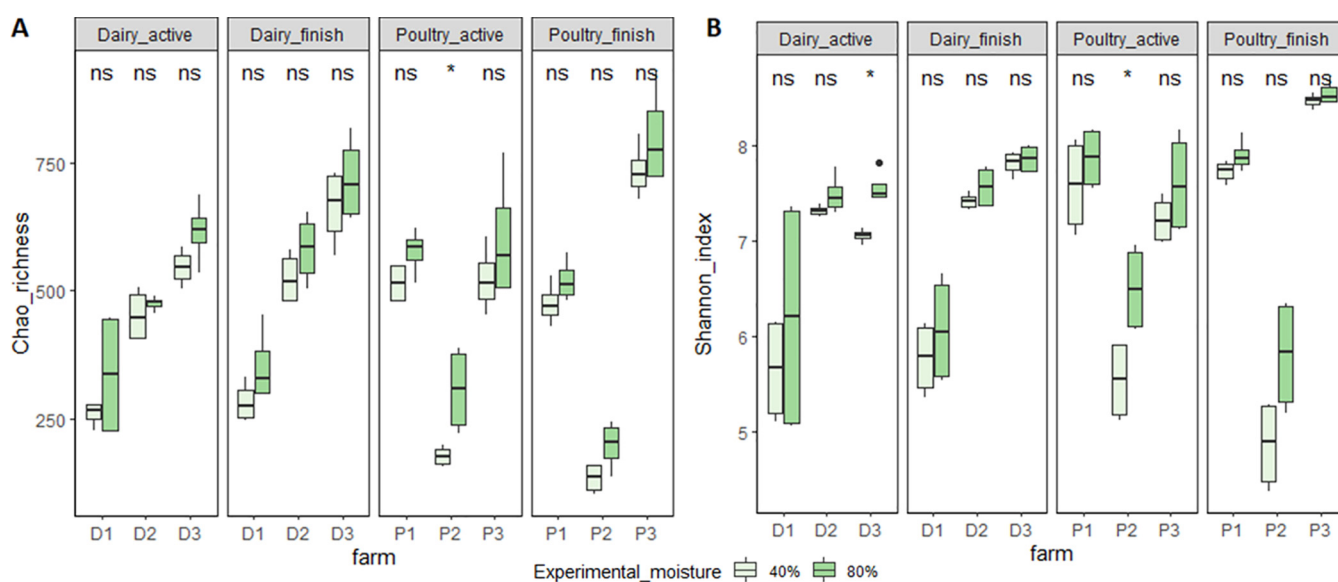 A
Dairy_active Dairy_finish Poultry_active Poultry_finish
ns ns ns ns ns ns ns * ns ns ns ns
Chao_richness
750
500
250
D1 D2 D3 D1 D2 D3 P1 P2 P3 P1 P2 P3
farm
B
Dairy_active Dairy_finish Poultry_active Poultry_finish
ns ns * ns ns ns ns * ns ns ns ns
Shannon_index
8
7
6
5
D1 D2 D3 D1 D2 D3 P1 P2 P3 P1 P2 P3
farm
Experimental_moisture 40% 80%